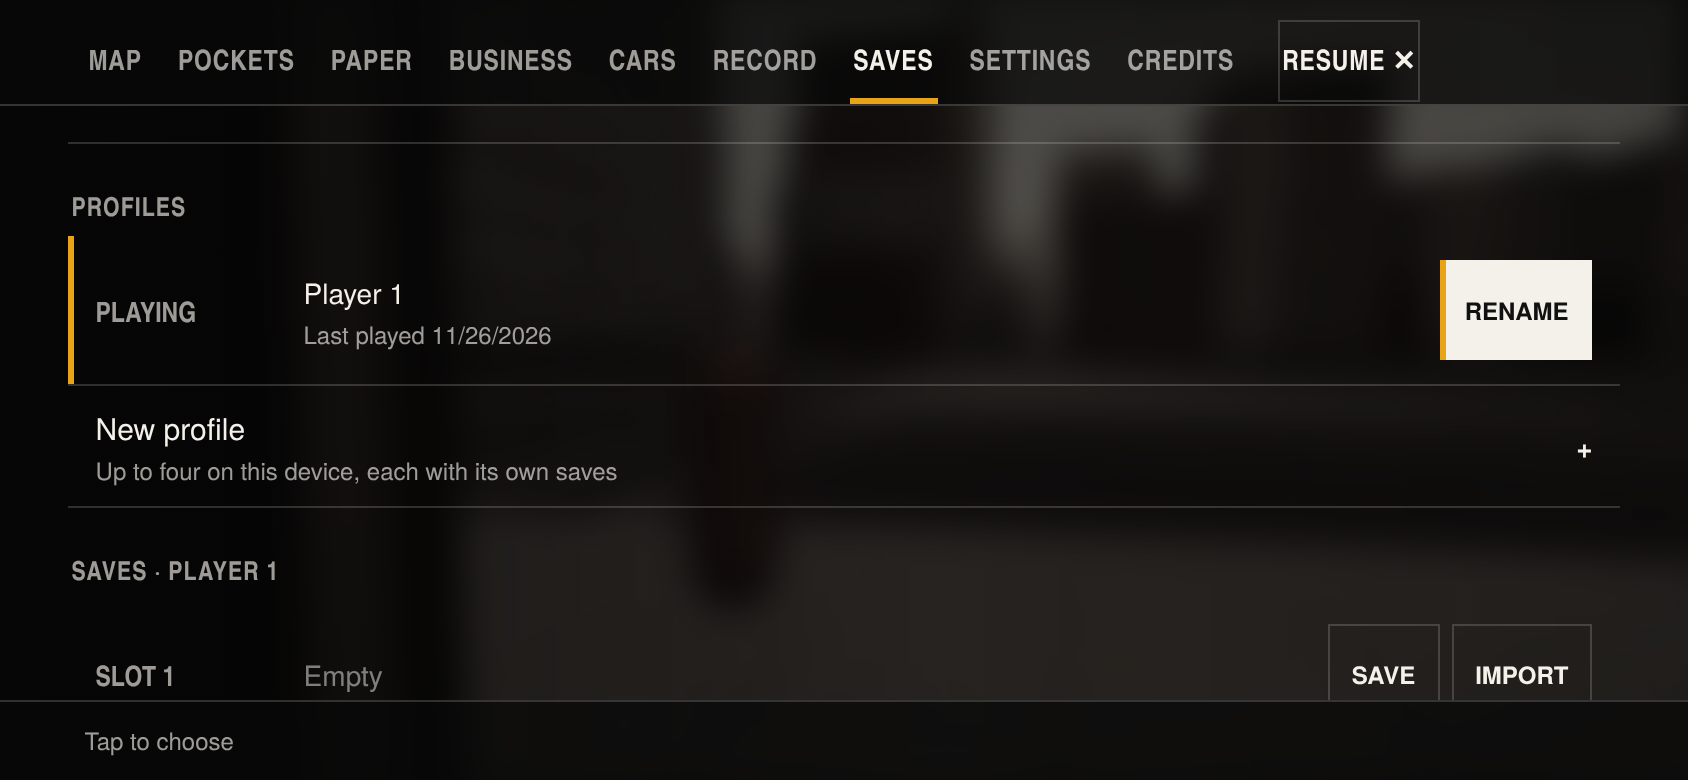 MAP POCKETS PAPER BUSINESS CARS RECORD SAVES SETTINGS CREDITS RESUME ✕
PROFILES
PLAYING
Player 1
Last played 11/26/2026
RENAME
New profile
Up to four on this device, each with its own saves
+
SAVES · PLAYER 1
SLOT 1 Empty SAVE IMPORT
Tap to choose